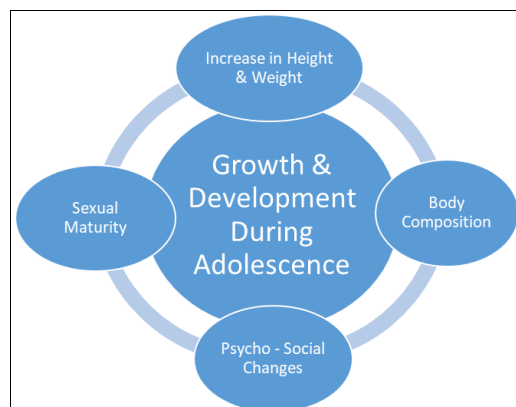 Increase in Height
& Weight
Growth &
Development
During
Adolescence
Sexual
Maturity
Body
Composition
Psycho - Social
Changes